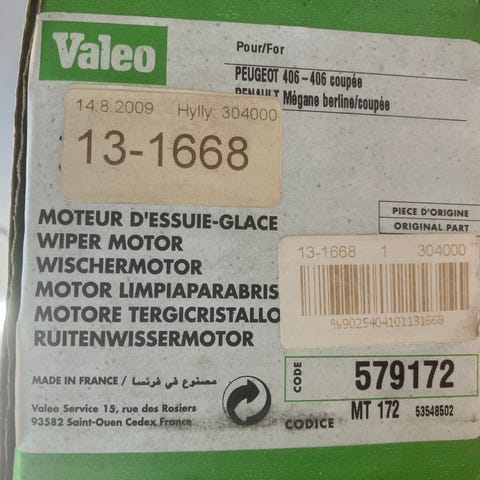 Valeo
Pour/For
PEUGEOT 406-406 coupée
RENAULT Mégane berline/coupée
14.8.2009 Hylly: 304000
13-1668
MOTEUR D'ESSUIE-GLACE
WIPER MOTOR
WISCHERMOTOR
MOTOR LIMPIAPARABRIS
MOTORE TERGICRISTALLO
RUITENWISSERMOTOR
PIECE D'ORIGINE
ORIGINAL PART
13-1668 1 304000
%9025404101131668
MADE IN FRANCE / مصنوع في فرنسا
Valeo Service 15, rue des Rosiers
93582 Saint-Ouen Cedex France
CODE 579172
CODICE MT 172 53548502